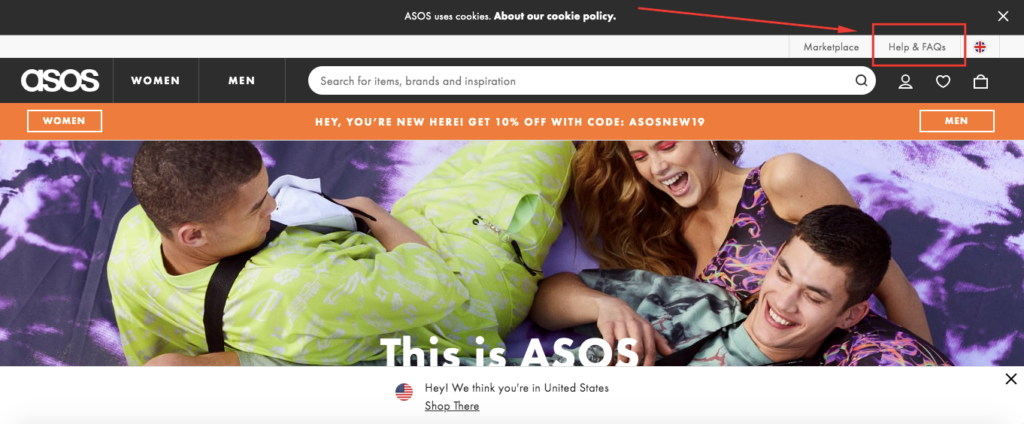 ASOS uses cookies. About our cookie policy.
Marketplace
Help & FAQs
asos
WOMEN
MEN
Search for items, brands and inspiration
WOMEN
HEY, YOU'RE NEW HERE! GET 10% OFF WITH CODE: ASOSNEW19
MEN
This is ASOS
Hey! We think you're in United States
Shop There